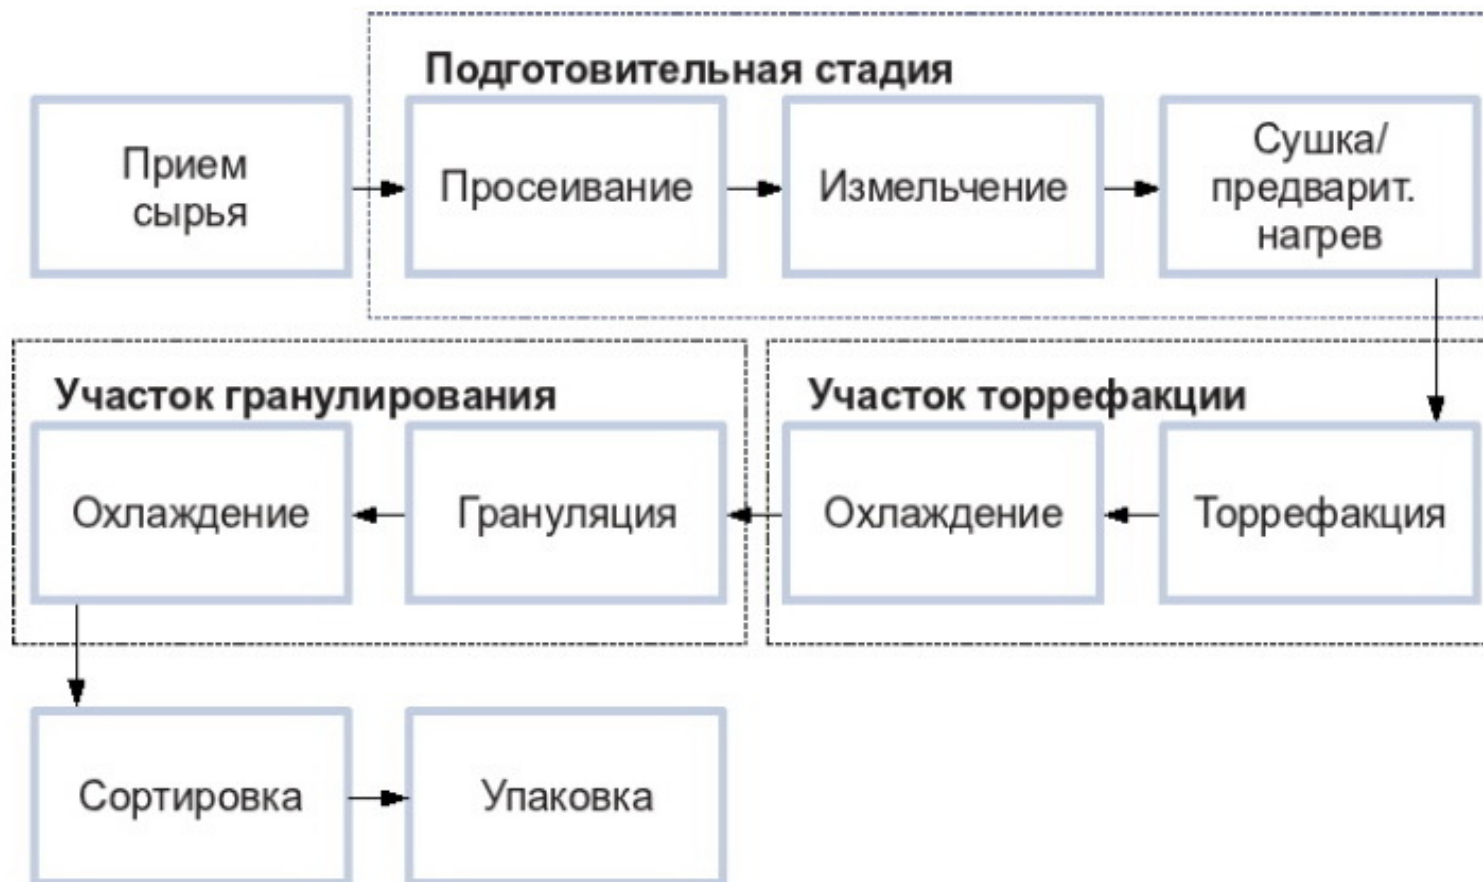 Подготовительная стадия
Прием
сырья
Просеивание
Измельчение
Сушка/
предварит.
нагрев
Участок гранулирования
Участок торрефакции
Охлаждение
Грануляция
Охлаждение
Торрефакция
Сортировка
Упаковка